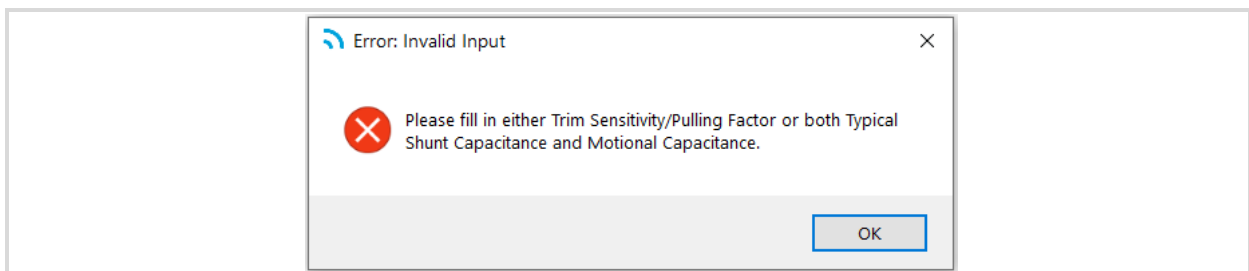 Error: Invalid Input
Please fill in either Trim Sensitivity/Pulling Factor or both Typical
Shunt Capacitance and Motional Capacitance.
OK